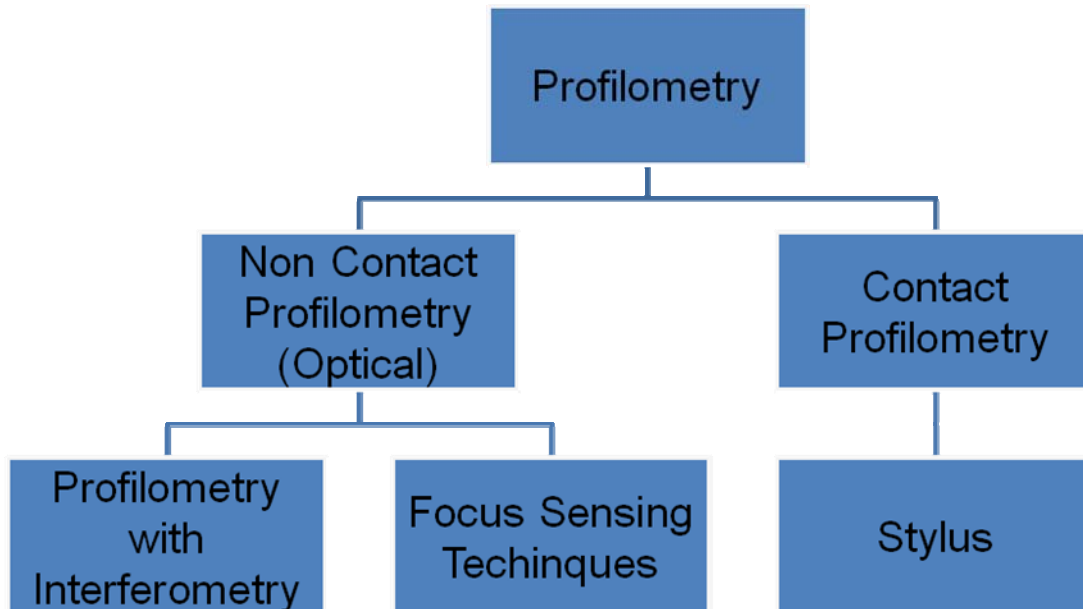 Profilometry
Non Contact
Profilometry
(Optical)
Contact
Profilometry
Profilometry
with
Interferometry
Focus Sensing
Techinques
Stylus